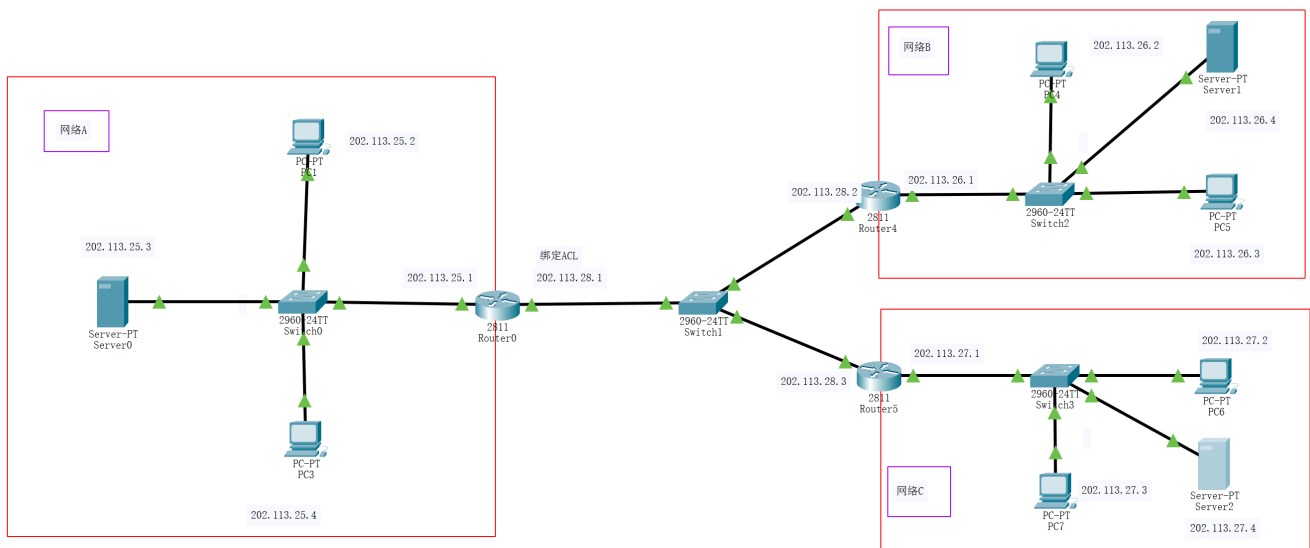 网络A
202.113.25.2
PC-PT
PC1
202.113.25.3
Server-PT
Server0
2960-24TT
Switch0
PC-PT
PC3
202.113.25.4
202.113.25.1
绑定ACL
202.113.28.1
2811
Router0
2960-24TT
Switch1
网络B
202.113.26.2
PC-PT
PC4
Server-PT
Server1
202.113.26.4
202.113.28.2
202.113.26.1
2811
Router4
2960-24TT
Switch2
PC-PT
PC5
202.113.26.3
202.113.28.3
202.113.27.1
2811
Router5
2960-24TT
Switch3
202.113.27.2
PC-PT
PC6
网络C
PC-PT
PC7
202.113.27.3
Server-PT
Server2
202.113.27.4